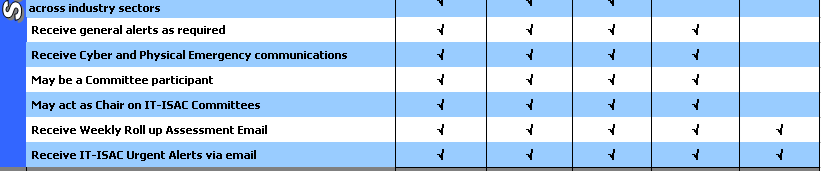 across industry sectors √ √ √
Receive general alerts as required √ √ √ √
Receive Cyber and Physical Emergency communications √ √ √ √
May be a Committee participant √ √ √ √
May act as Chair on IT-ISAC Committees √ √ √ √
Receive Weekly Roll up Assessment Email √ √ √ √ √
Receive IT-ISAC Urgent Alerts via email √ √ √ √ √